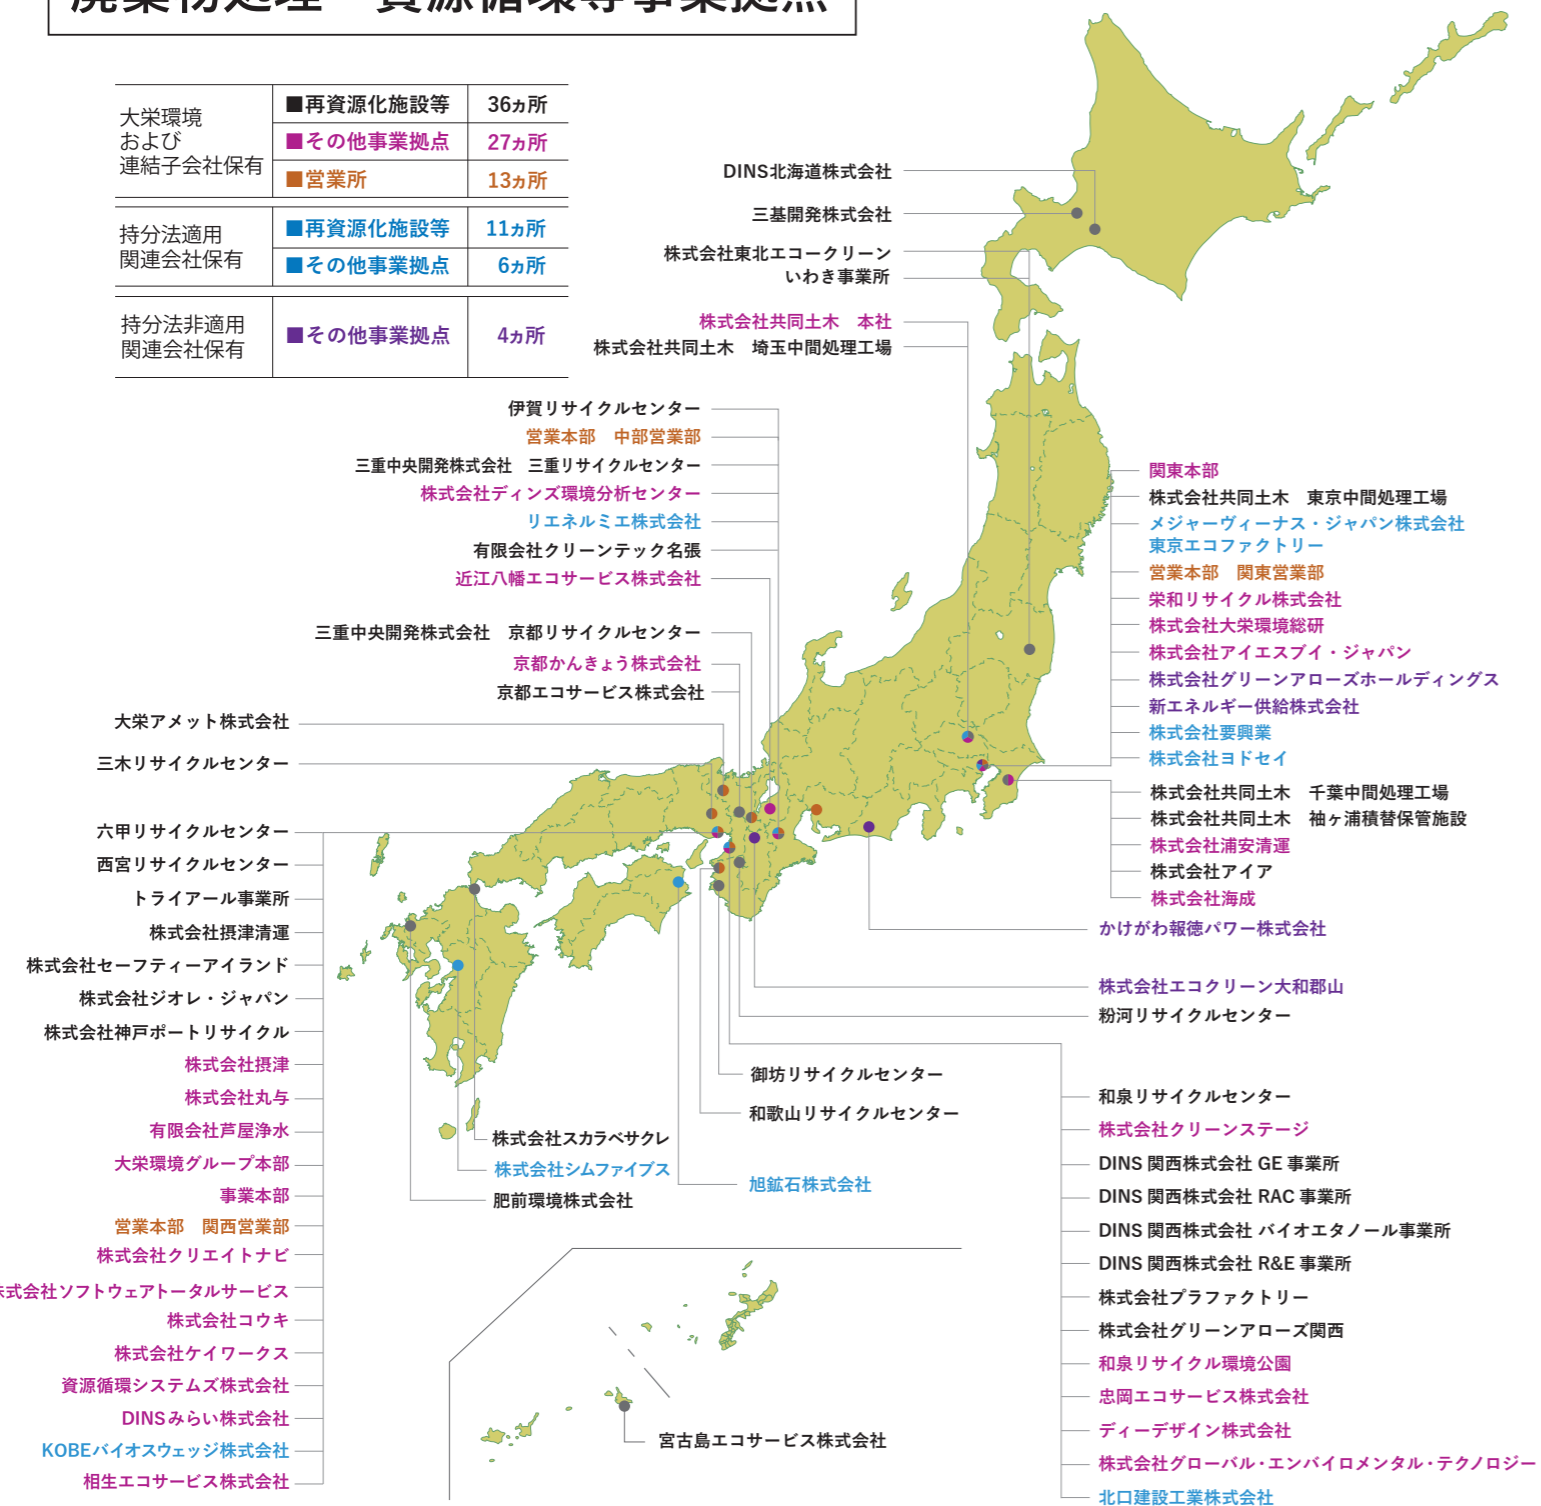 廃棄物処理・資源循環等事業拠点
大栄環境
および
連結子会社保有
■再資源化施設等 36ヵ所
■その他事業拠点 27ヵ所
■営業所 13ヵ所
持分法適用
関連会社保有
■再資源化施設等 11ヵ所
■その他事業拠点 6ヵ所
持分法非適用
関連会社保有
■その他事業拠点 4ヵ所
DINS北海道株式会社
三基開発株式会社
株式会社東北エコークリーン
いわき事業所
株式会社共同土木 本社
株式会社共同土木 埼玉中間処理工場
伊賀リサイクルセンター
営業本部 中部営業部
三重中央開発株式会社 三重リサイクルセンター
株式会社ディンズ環境分析センター
リエネルミエ株式会社
有限会社クリーンテック名張
近江八幡エコサービス株式会社
三重中央開発株式会社 京都リサイクルセンター
京都かんきょう株式会社
京都エコサービス株式会社
大栄アメット株式会社
三木リサイクルセンター
六甲リサイクルセンター
西宮リサイクルセンター
トライアール事業所
株式会社摂津清運
株式会社セーフティーアイランド
株式会社ジオレ・ジャパン
株式会社神戸ポートリサイクル
株式会社摂津
株式会社丸与
有限会社芦屋浄水
大栄環境グループ本部
事業本部
営業本部 関西営業部
株式会社クリエイトナビ
株式会社ソフトウェアトータルサービス
株式会社コウキ
株式会社ケイワークス
資源循環システムズ株式会社
DINSみらい株式会社
KOBEバイオスウェッジ株式会社
相生エコサービス株式会社
関東本部
株式会社共同土木 東京中間処理工場
メジャーヴィーナス・ジャパン株式会社
東京エコファクトリー
営業本部 関東営業部
栄和リサイクル株式会社
株式会社大栄環境総研
株式会社アイエスブイ・ジャパン
株式会社グリーンアローズホールディングス
新エネルギー供給株式会社
株式会社要興業
株式会社ヨドセイ
株式会社共同土木 千葉中間処理工場
株式会社共同土木 袖ヶ浦積替保管施設
株式会社浦安清運
株式会社アイア
株式会社海成
かけがわ報徳パワー株式会社
株式会社エコクリーン大和郡山
粉河リサイクルセンター
御坊リサイクルセンター
和歌山リサイクルセンター
株式会社スカラベサクレ
株式会社シムファイブス
肥前環境株式会社
旭鉱石株式会社
和泉リサイクルセンター
株式会社クリーンステージ
DINS 関西株式会社 GE 事業所
DINS 関西株式会社 RAC 事業所
DINS 関西株式会社 バイオエタノール事業所
DINS 関西株式会社 R&E 事業所
株式会社プラファクトリー
株式会社グリーンアローズ関西
和泉リサイクル環境公園
忠岡エコサービス株式会社
ディーデザイン株式会社
株式会社グローバル・エンバイロメンタル・テクノロジー
北口建設工業株式会社
宮古島エコサービス株式会社